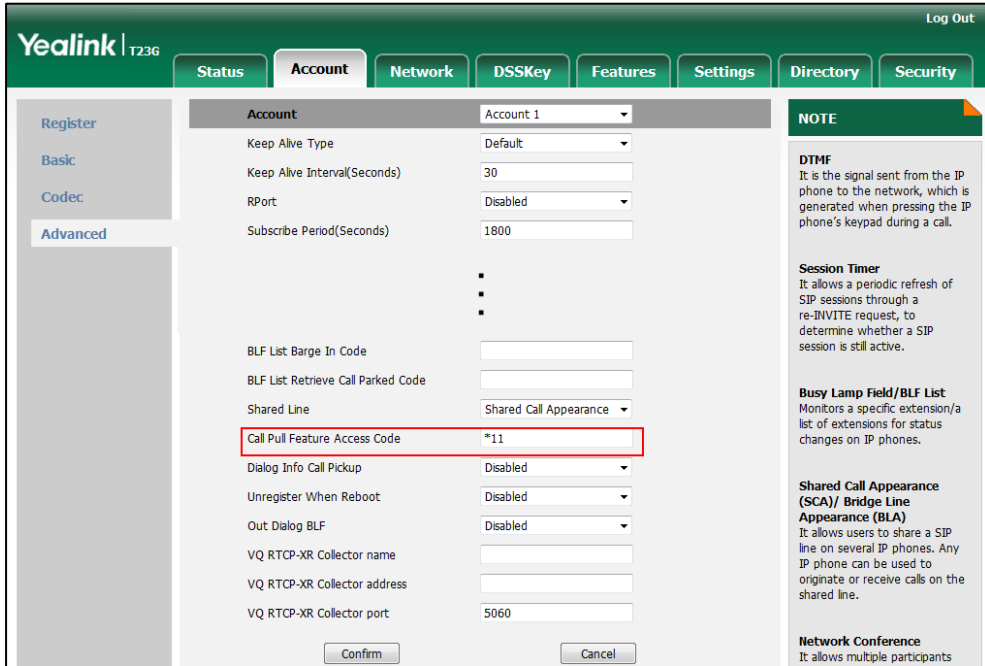 Log Out
Yealink T23G
Status Account Network DSSKey Features Settings Directory Security
Register
Basic
Codec
Advanced
Account Account 1
Keep Alive Type Default
Keep Alive Interval(Seconds) 30
RPort Disabled
Subscribe Period(Seconds) 1800
BLF List Barge In Code
BLF List Retrieve Call Parked Code
Shared Line Shared Call Appearance
Call Pull Feature Access Code *11
Dialog Info Call Pickup Disabled
Unregister When Reboot Disabled
Out Dialog BLF Disabled
VQ RTCP-XR Collector name
VQ RTCP-XR Collector address
VQ RTCP-XR Collector port 5060
Confirm Cancel
NOTE
DTMF
It is the signal sent from the IP
phone to the network, which is
generated when pressing the IP
phone's keypad during a call.
Session Timer
It allows a periodic refresh of
SIP sessions through a
re-INVITE request, to
determine whether a SIP
session is still active.
Busy Lamp Field/BLF List
Monitors a specific extension/a
list of extensions for status
changes on IP phones.
Shared Call Appearance
(SCA)/ Bridge Line
Appearance (BLA)
It allows users to share a SIP
line on several IP phones. Any
IP phone can be used to
originate or receive calls on the
shared line.
Network Conference
It allows multiple participants